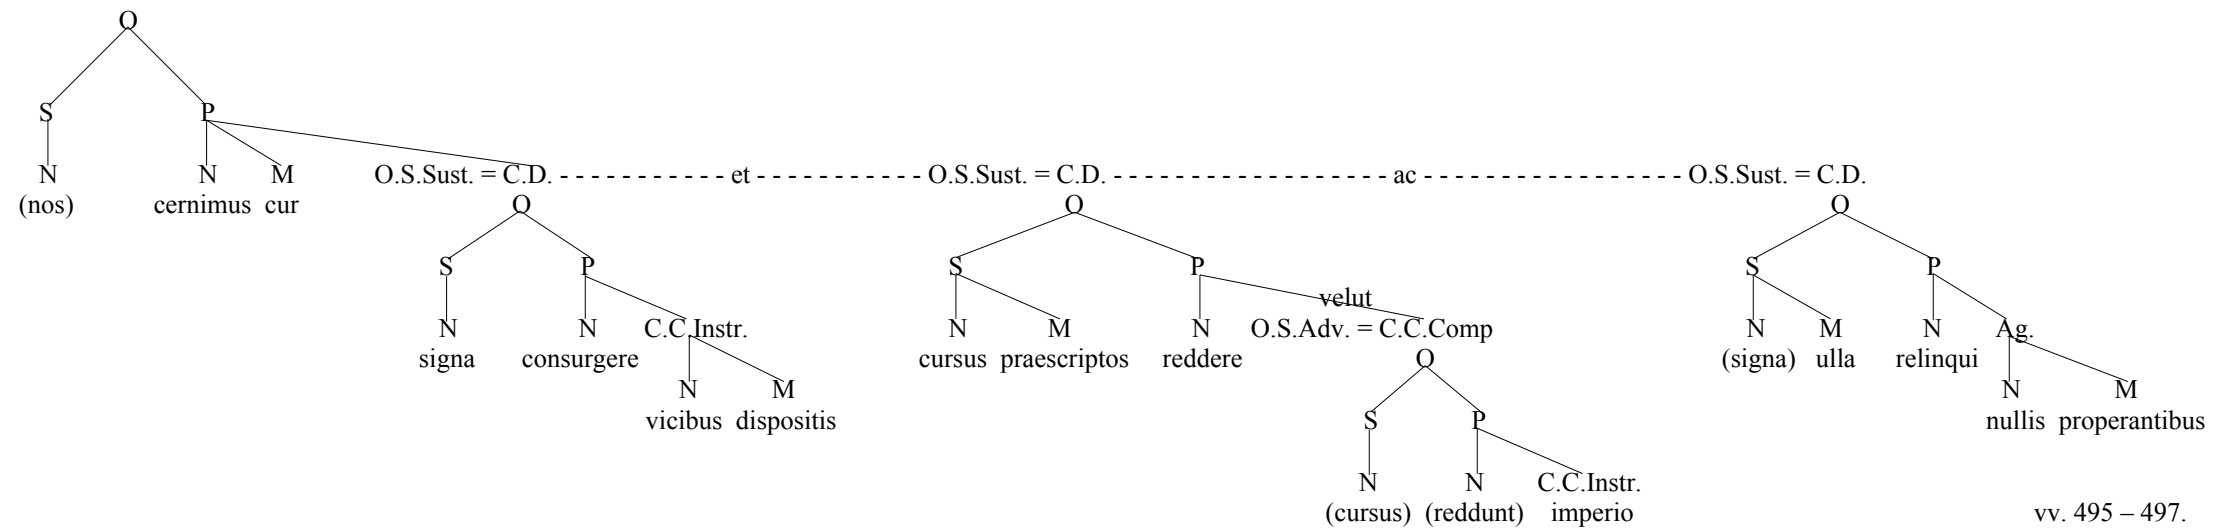 O
S P
N N M O.S.Sust. = C.D. - - - - - - - - - - - et - - - - - - - - - - - O.S.Sust. = C.D. - - - - - - - - - - - - - - - - - - ac - - - - - - - - - - - - - - - - - O.S.Sust. = C.D.
(nos) cernimus cur O O O
S P S P S P
velut
N N C.C.Instr. N M N O.S.Adv. = C.C.Comp N M N Ag.
signa consurgere cursus praescriptos reddere O (signa) ulla relinqui
N M N M
vicibus dispositis S P nullis properantibus
N N C.C.Instr.
(cursus) (reddunt) imperio vv. 495 – 497.